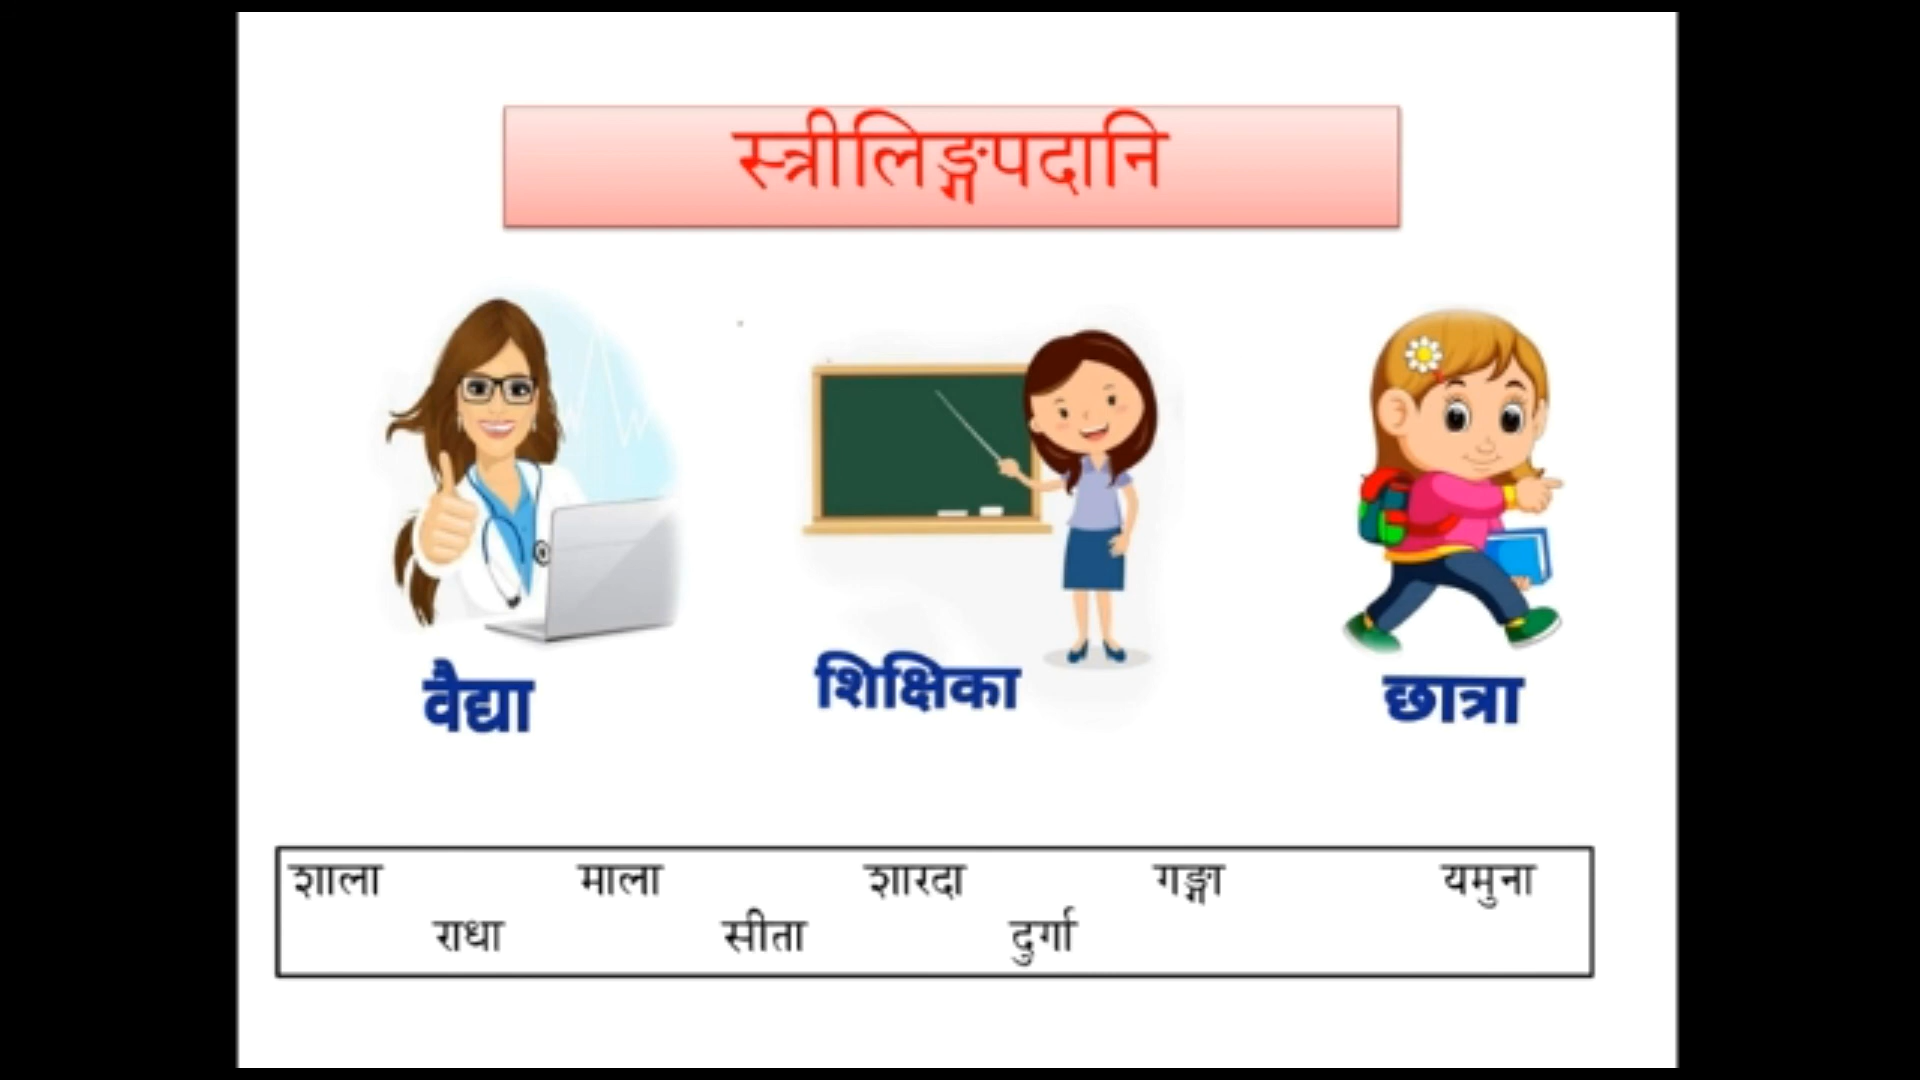 स्त्रीलिङ्गपदानि
वैद्या शिक्षिका छात्रा
शाला माला शारदा गङ्गा यमुना
राधा सीता दुर्गा